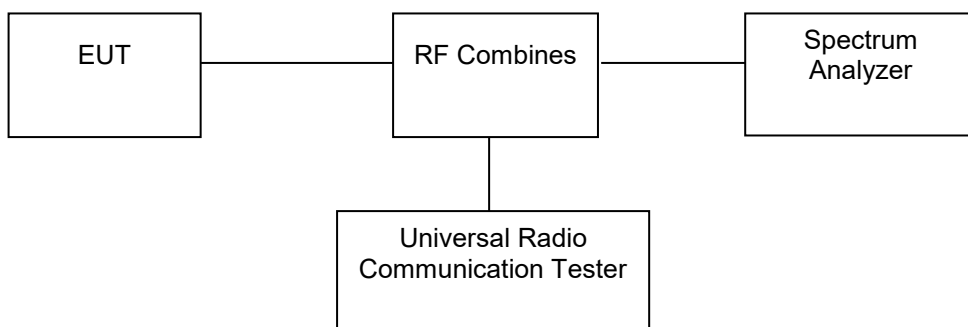 EUT
RF Combines
Spectrum
Analyzer
Universal Radio
Communication Tester